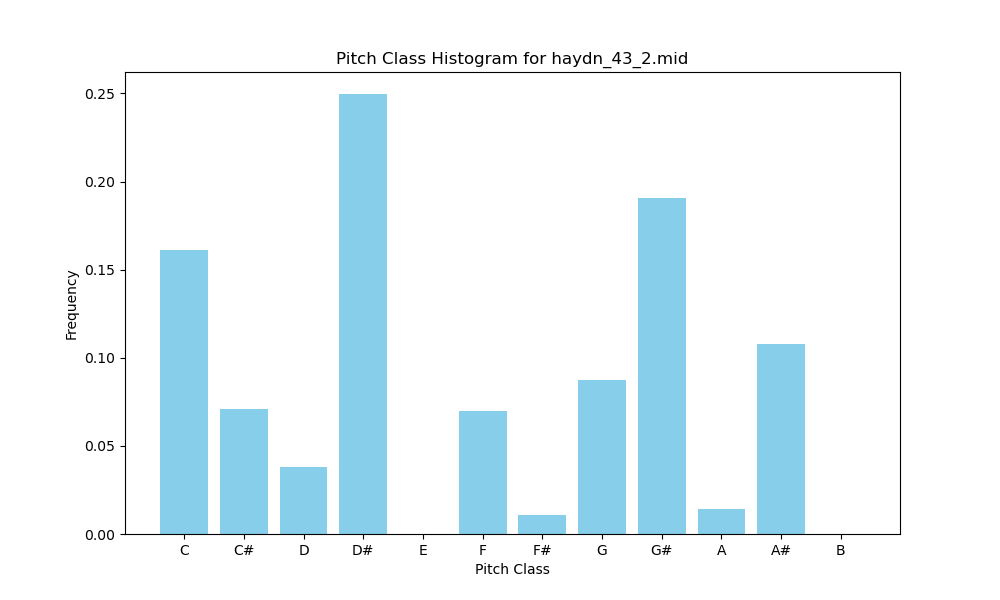 Pitch Class Histogram for haydn_43_2.mid
0.25
0.20
0.15
0.10
0.05
0.00
Frequency
C C# D D# E F F# G G# A A# B
Pitch Class